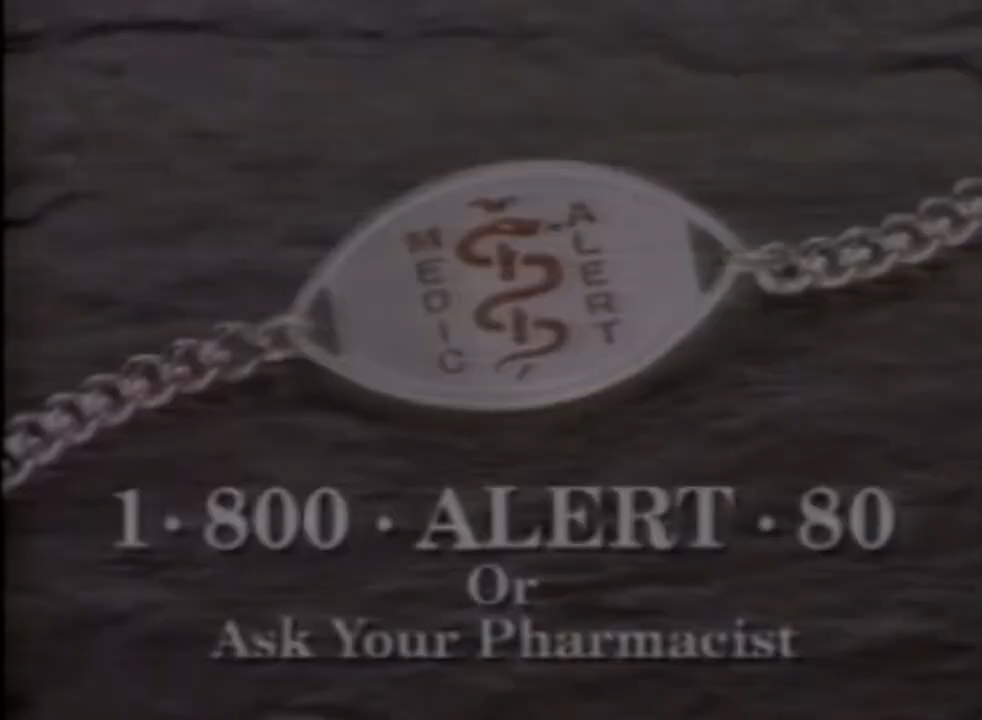 MEDIC
ALERT
1·800·ALERT·80
Or
Ask Your Pharmacist